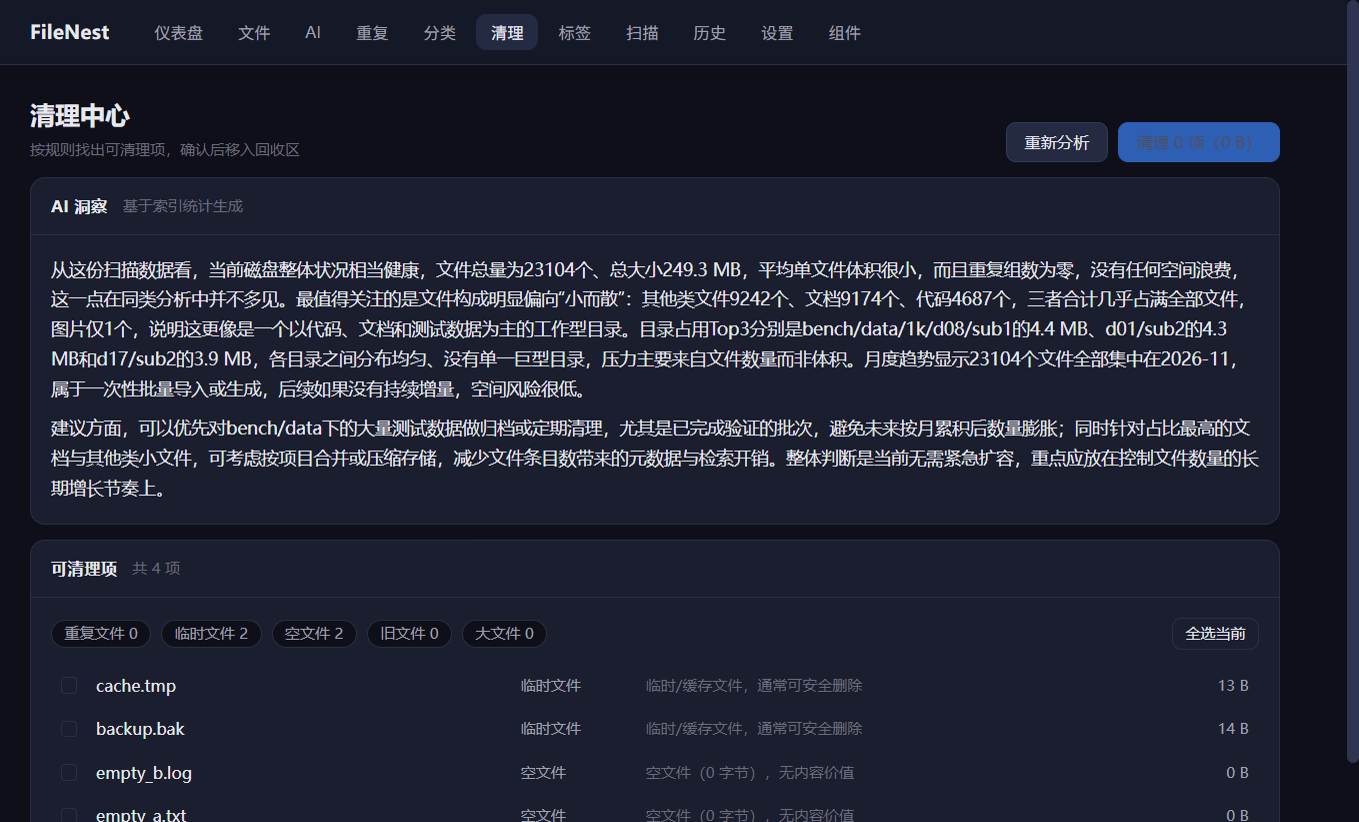 FileNest 仪表盘 文件 AI 重复 分类 清理 标签 扫描 历史 设置 组件
清理中心
按规则找出可清理项，确认后移入回收区
重新分析 清理 0 项（0 B）
AI 洞察 基于索引统计生成
从这份扫描数据看，当前磁盘整体状况相当健康，文件总量为23104个、总大小249.3 MB，平均单文件体积很小，而且重复组数为零，没有任何空间浪费，
这一点在同类分析中并不多见。最值得关注的是文件构成明显偏向“小而散”：其他类文件9242个、文档9174个、代码4687个，三者合计几乎占满全部文件，
图片仅1个，说明这更像是一个以代码、文档和测试数据为主的工作型目录。目录占用Top3分别是bench/data/1k/d08/sub1的4.4 MB、d01/sub2的4.3
MB和d17/sub2的3.9 MB，各目录之间分布均匀、没有单一巨型目录，压力主要来自文件数量而非体积。月度趋势显示23104个文件全部集中在2026-11，
属于一次性批量导入或生成，后续如果没有持续增量，空间风险很低。
建议方面，可以优先对bench/data下的大量测试数据做归档或定期清理，尤其是已完成验证的批次，避免未来按月累积后数量膨胀；同时针对占比最高的文
档与其他类小文件，可考虑按项目合并或压缩存储，减少文件条目数带来的元数据与检索开销。整体判断是当前无需紧急扩容，重点应放在控制文件数量的长
期增长节奏上。
可清理项 共 4 项
重复文件 0 临时文件 2 空文件 2 旧文件 0 大文件 0 全选当前
cache.tmp 临时文件 临时/缓存文件，通常可安全删除 13 B
backup.bak 临时文件 临时/缓存文件，通常可安全删除 14 B
empty_b.log 空文件 空文件（0 字节），无内容价值 0 B
empty_a.txt 空文件 空文件（0 字节），无内容价值 0 B